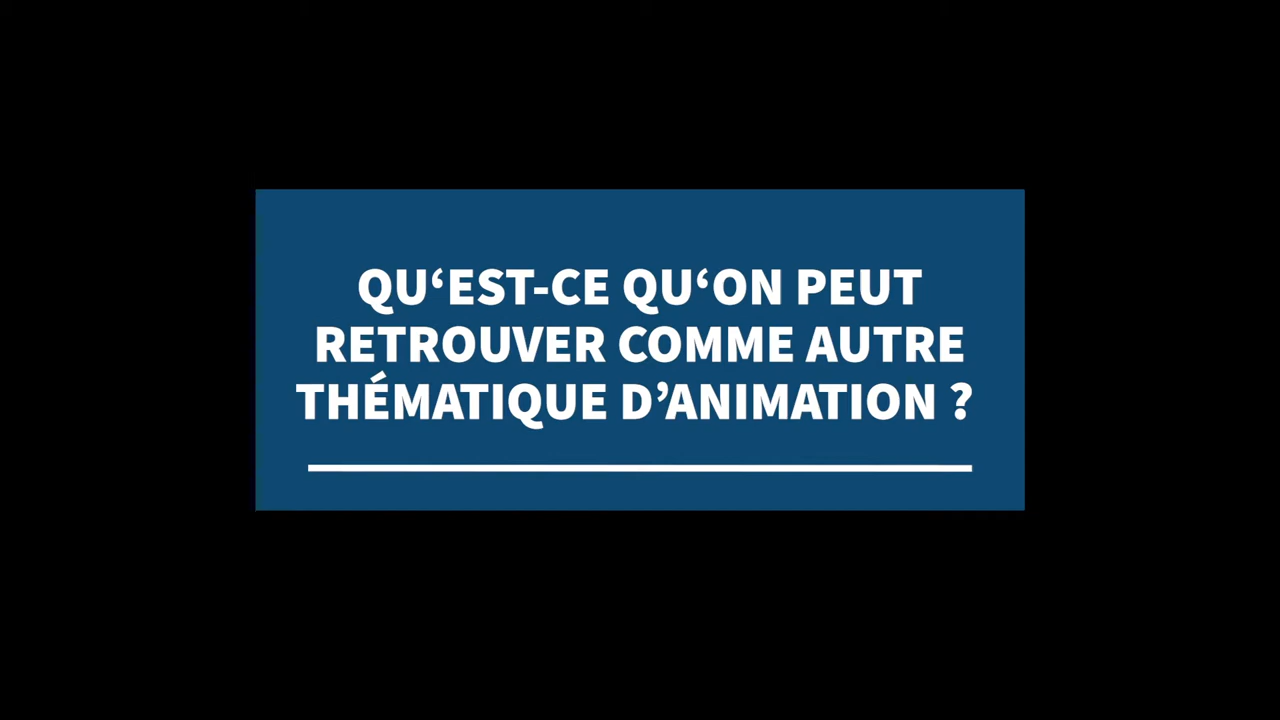 QU‘EST-CE QU‘ON PEUT
RETROUVER COMME AUTRE
THÉMATIQUE D’ANIMATION ?